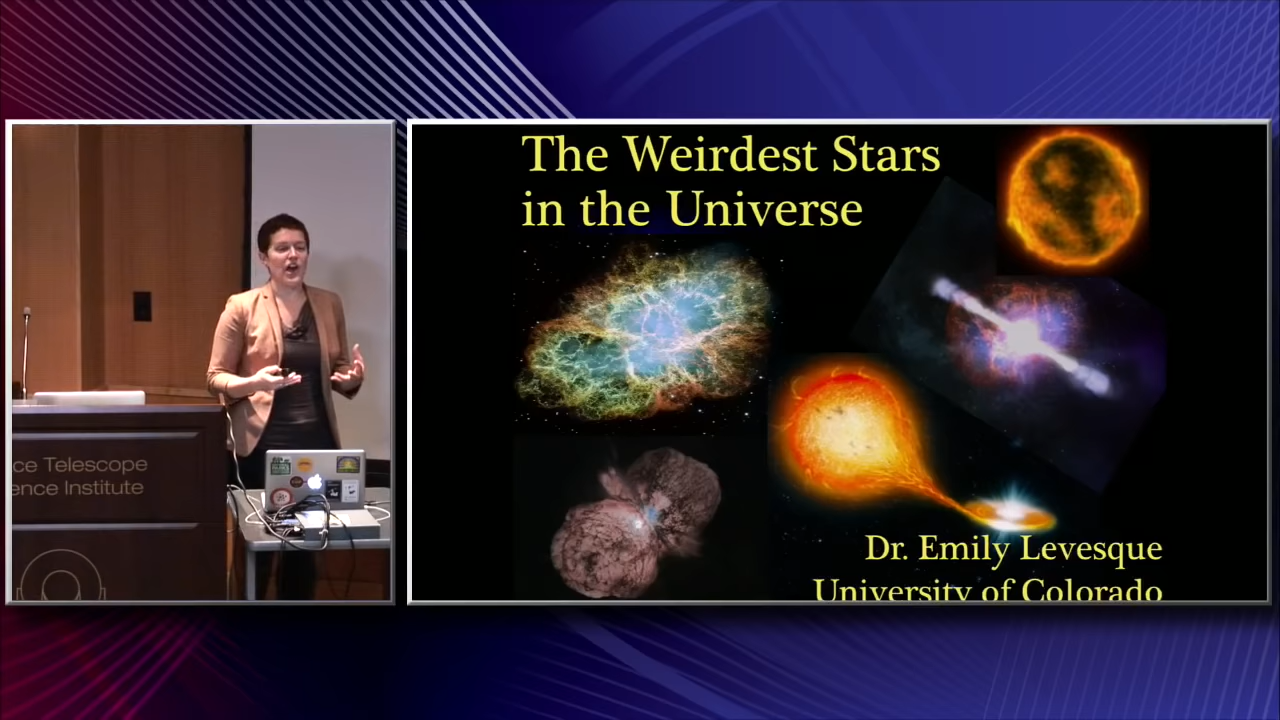 The Weirdest Stars
in the Universe
Dr. Emily Levesque
University of Colorado
ce Telescope
ence Institute